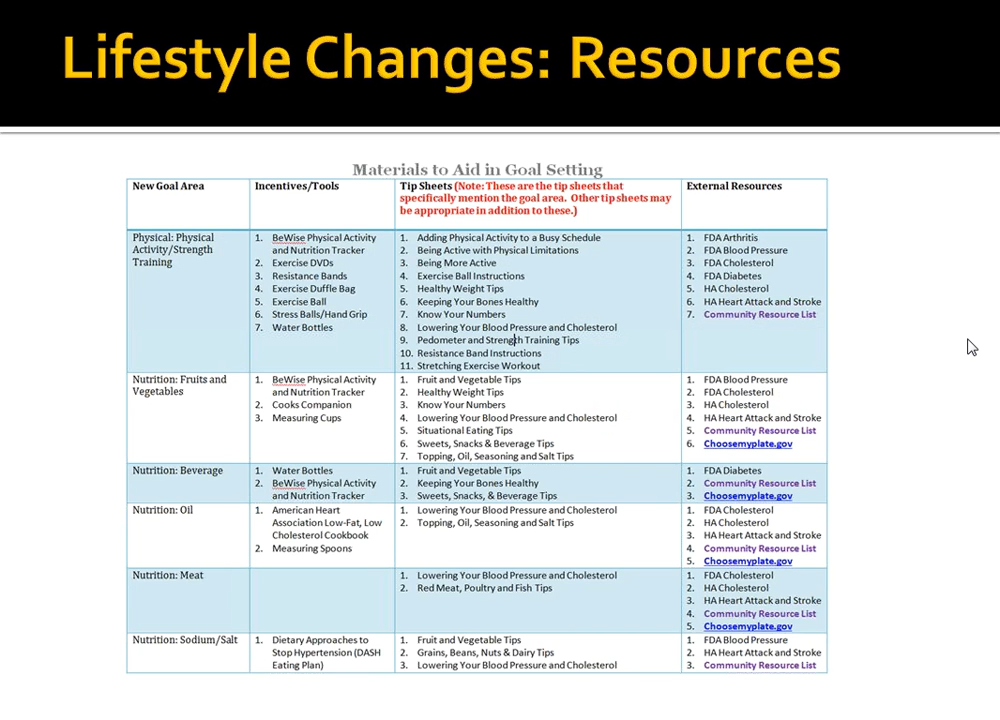 Lifestyle Changes: Resources
Materials to Aid in Goal Setting
New Goal Area
Incentives/Tools
Tip Sheets (Note: These are the tip sheets that
specifically mention the goal area. Other tip sheets may
be appropriate in addition to these.)
External Resources
Physical: Physical
Activity/Strength
Training
1. BeWise Physical Activity
and Nutrition Tracker
2. Exercise DVDs
3. Resistance Bands
4. Exercise Duffle Bag
5. Exercise Ball
6. Stress Balls/Hand Grip
7. Water Bottles
1. Adding Physical Activity to a Busy Schedule
2. Being Active with Physical Limitations
3. Being More Active
4. Exercise Ball Instructions
5. Healthy Weight Tips
6. Keeping Your Bones Healthy
7. Know Your Numbers
8. Lowering Your Blood Pressure and Cholesterol
9. Pedometer and Strength Training Tips
10. Resistance Band Instructions
11. Stretching Exercise Workout
1. FDA Arthritis
2. FDA Blood Pressure
3. FDA Cholesterol
4. FDA Diabetes
5. HA Cholesterol
6. HA Heart Attack and Stroke
7. Community Resource List
Nutrition: Fruits and
Vegetables
1. BeWise Physical Activity
and Nutrition Tracker
2. Cooks Companion
3. Measuring Cups
1. Fruit and Vegetable Tips
2. Healthy Weight Tips
3. Know Your Numbers
4. Lowering Your Blood Pressure and Cholesterol
5. Situational Eating Tips
6. Sweets, Snacks & Beverage Tips
7. Topping, Oil, Seasoning and Salt Tips
1. FDA Blood Pressure
2. FDA Cholesterol
3. HA Cholesterol
4. HA Heart Attack and Stroke
5. Community Resource List
6. Choosemyplate.gov
Nutrition: Beverage
1. Water Bottles
2. BeWise Physical Activity
and Nutrition Tracker
1. Fruit and Vegetable Tips
2. Keeping Your Bones Healthy
3. Sweets, Snacks, & Beverage Tips
1. FDA Diabetes
2. Community Resource List
3. Choosemyplate.gov
Nutrition: Oil
1. American Heart
Association Low-Fat, Low
Cholesterol Cookbook
2. Measuring Spoons
1. Lowering Your Blood Pressure and Cholesterol
2. Topping, Oil, Seasoning and Salt Tips
1. FDA Cholesterol
2. HA Cholesterol
3. HA Heart Attack and Stroke
4. Community Resource List
5. Choosemyplate.gov
Nutrition: Meat
1. Lowering Your Blood Pressure and Cholesterol
2. Red Meat, Poultry and Fish Tips
1. FDA Cholesterol
2. HA Cholesterol
3. HA Heart Attack and Stroke
4. Community Resource List
5. Choosemyplate.gov
Nutrition: Sodium/Salt
1. Dietary Approaches to
Stop Hypertension (DASH
Eating Plan)
1. Fruit and Vegetable Tips
2. Grains, Beans, Nuts & Dairy Tips
3. Lowering Your Blood Pressure and Cholesterol
1. FDA Blood Pressure
2. HA Heart Attack and Stroke
3. Community Resource List